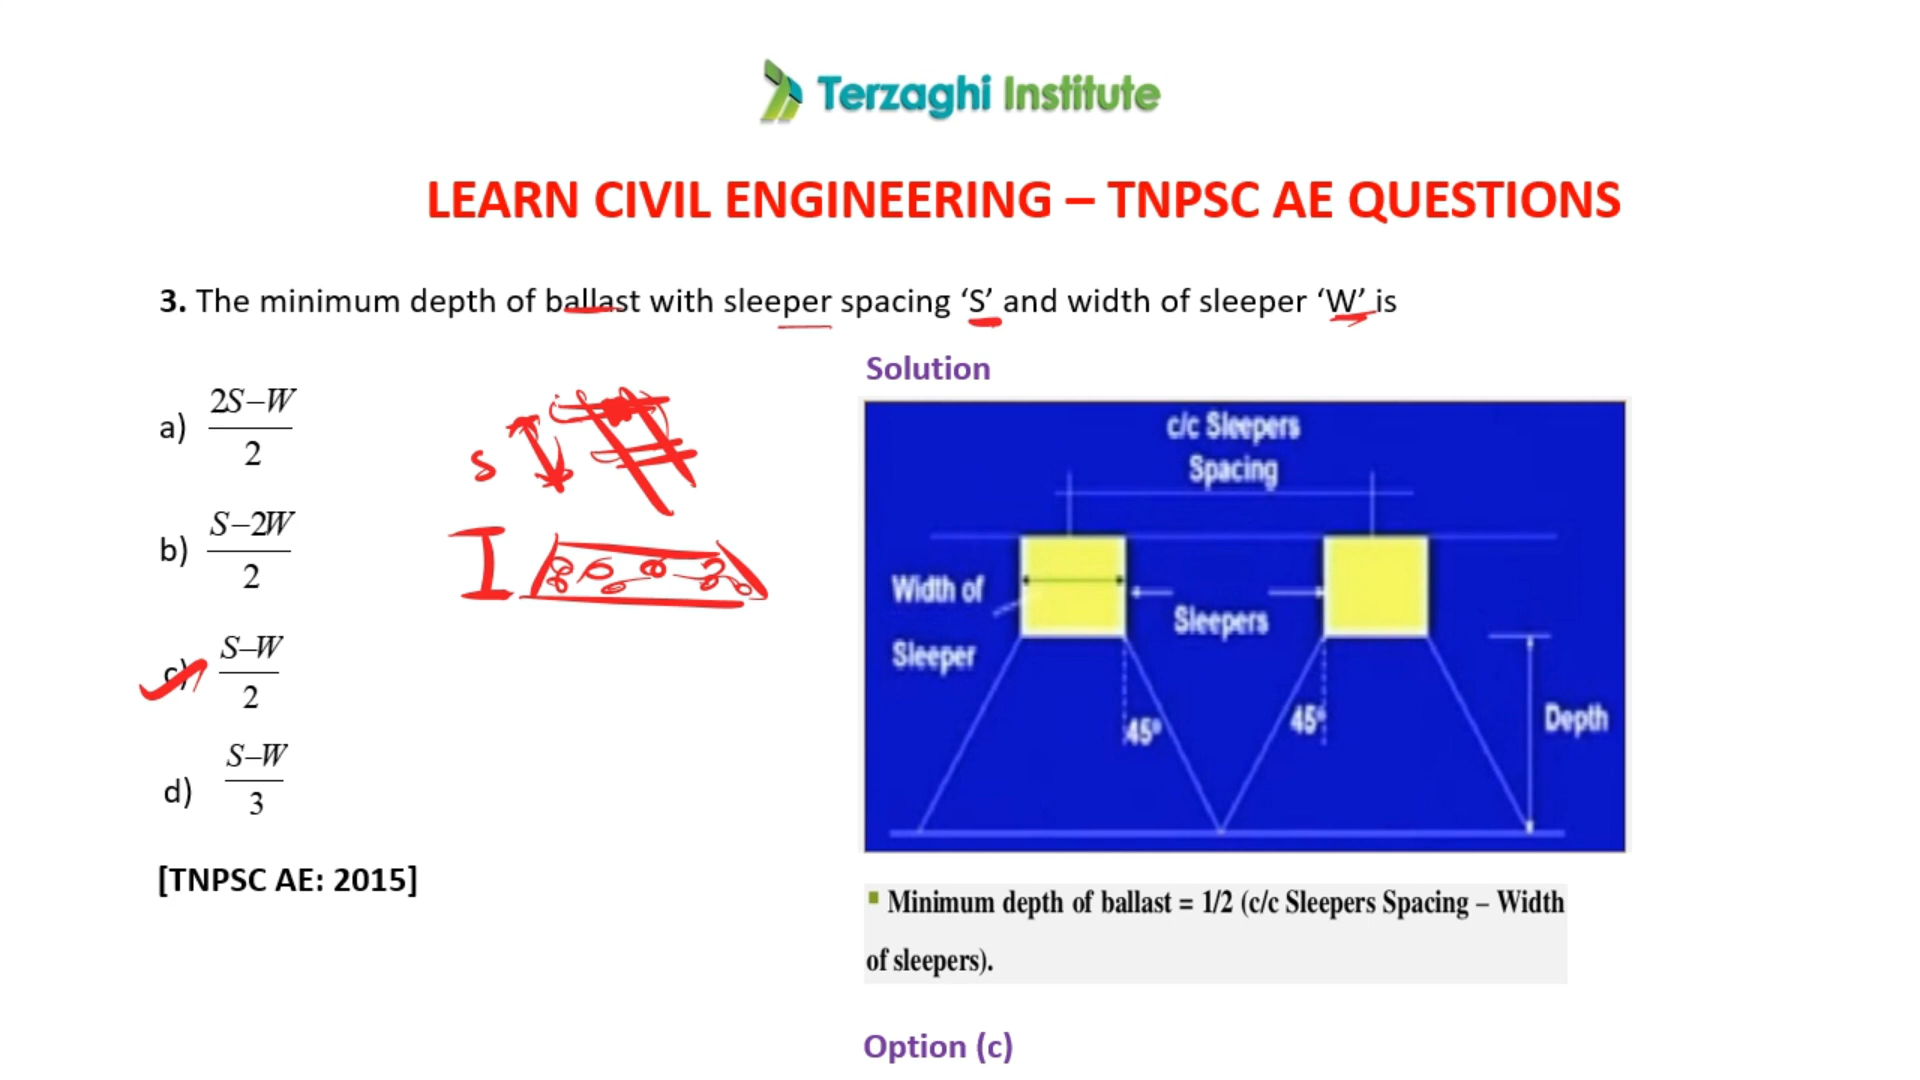 Terzaghi Institute
LEARN CIVIL ENGINEERING – TNPSC AE QUESTIONS
3. The minimum depth of ballast with sleeper spacing ‘S’ and width of sleeper ‘W’ is
a) 2S–W
2
b) S–2W
2
c) S–W
2
d) S–W
3
[TNPSC AE: 2015]
S
Solution
c/c Sleepers
Spacing
Width of
Sleeper
Sleepers
45°
45°
Depth
▪ Minimum depth of ballast = 1/2 (c/c Sleepers Spacing – Width
of sleepers).
Option (c)